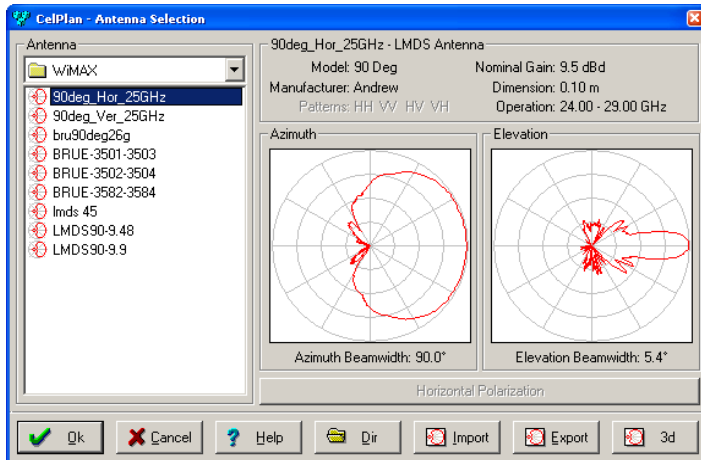 CelPlan - Antenna Selection
Antenna
WiMAX
90deg_Hor_25GHz
90deg_Ver_25GHz
bru90deg26g
BRUE-3501-3503
BRUE-3502-3504
BRUE-3582-3584
lmds 45
LMDS90-9.48
LMDS90-9.9
90deg_Hor_25GHz - LMDS Antenna
Model: 90 Deg Nominal Gain: 9.5 dBd
Manufacturer: Andrew Dimension: 0.10 m
Patterns: HH VV HV VH Operation: 24.00 - 29.00 GHz
Azimuth
Azimuth Beamwidth: 90.0°
Elevation
Elevation Beamwidth: 5.4°
Horizontal Polarization
Ok Cancel Help Dir Import Export 3d